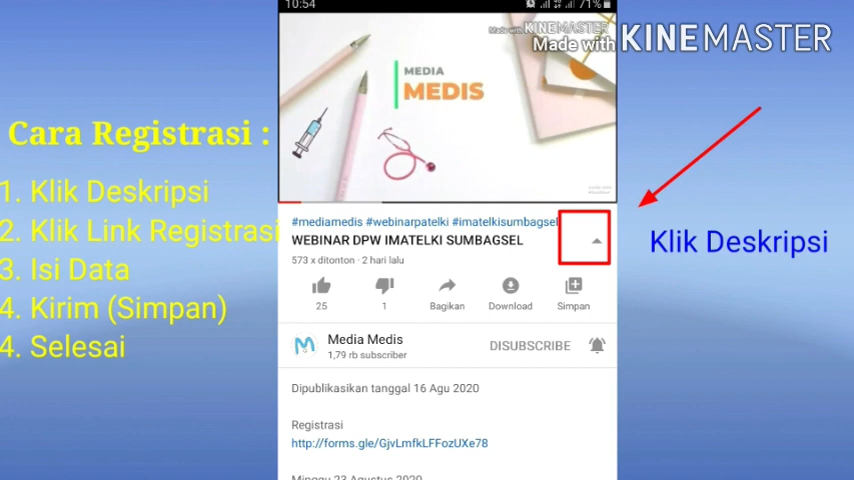 10:54
71%
Made with KINEMASTER
Made with KINEMASTER
MEDIA
MEDIS
Cara Registrasi :
1. Klik Deskripsi
2. Klik Link Registrasi
3. Isi Data
4. Kirim (Simpan)
4. Selesai
#mediamedis #webinarpatelki #imatelkisumbagsel
WEBINAR DPW IMATELKI SUMBAGSEL
573 x ditonton · 2 hari lalu
Klik Deskripsi
25
1
Bagikan
Download
Simpan
Media Medis
1,79 rb subscriber
DISUBSCRIBE
Dipublikasikan tanggal 16 Agu 2020
Registrasi
http://forms.gle/GjvLmfkLFFozUXe78
Minggu 23 Agustus 2020